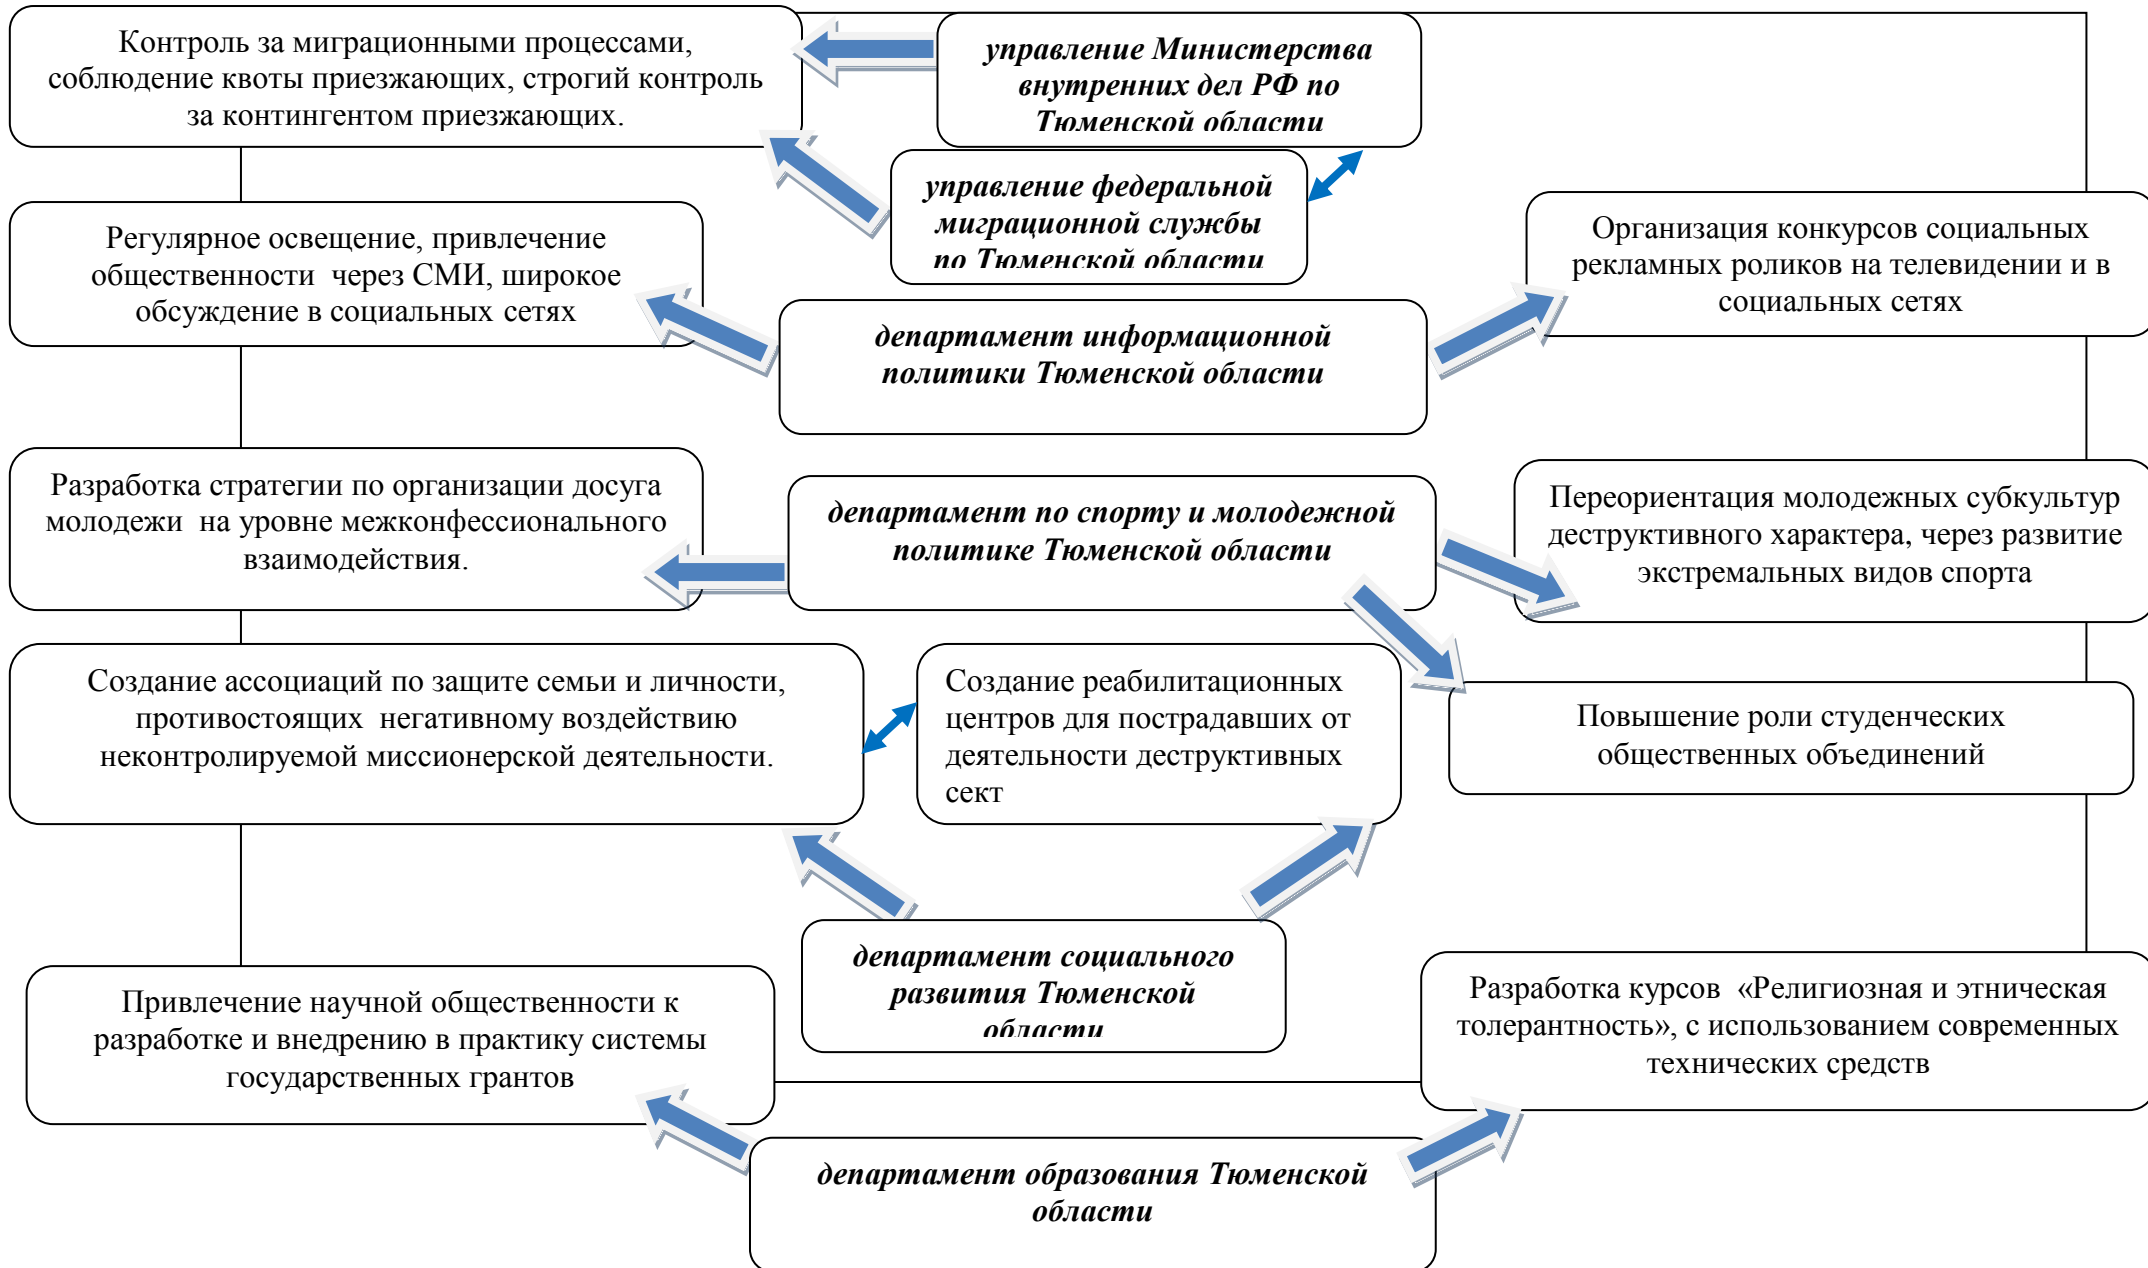 Контроль за миграционными процессами,
соблюдение квоты приезжающих, строгий контроль
за контингентом приезжающих.
управление Министерства
внутренних дел РФ по
Тюменской области
управление федеральной
миграционной службы
по Тюменской области
Регулярное освещение, привлечение
общественности через СМИ, широкое
обсуждение в социальных сетях
Организация конкурсов социальных
рекламных роликов на телевидении и в
социальных сетях
департамент информационной
политики Тюменской области
Разработка стратегии по организации досуга
молодежи на уровне межконфессионального
взаимодействия.
департамент по спорту и молодежной
политике Тюменской области
Переориентация молодежных субкультур
деструктивного характера, через развитие
экстремальных видов спорта
Создание ассоциаций по защите семьи и личности,
противостоящих негативному воздействию
неконтролируемой миссионерской деятельности.
Создание реабилитационных
центров для пострадавших от
деятельности деструктивных
сект
Повышение роли студенческих
общественных объединений
департамент социального
развития Тюменской
области
Привлечение научной общественности к
разработке и внедрению в практику системы
государственных грантов
Разработка курсов «Религиозная и этническая
толерантность», с использованием современных
технических средств
департамент образования Тюменской
области